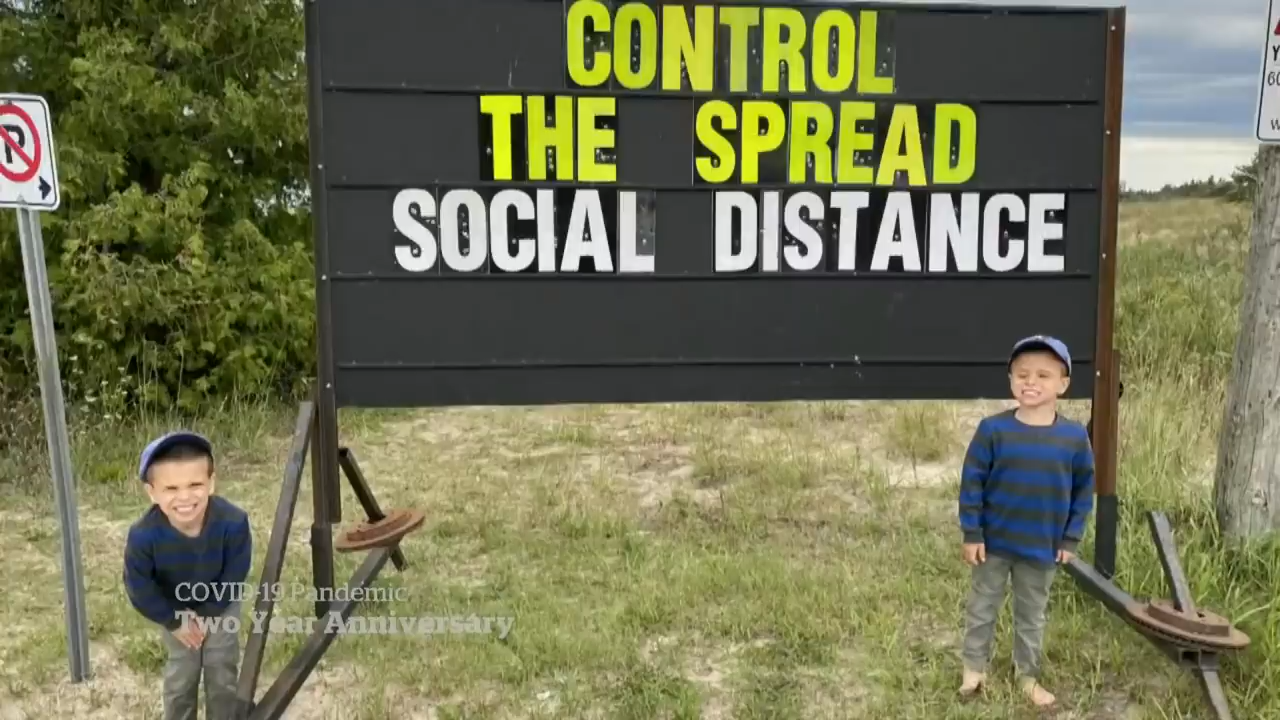 CONTROL
THE SPREAD
SOCIAL DISTANCE
P
COVID-19 Pandemic
Two Year Anniversary